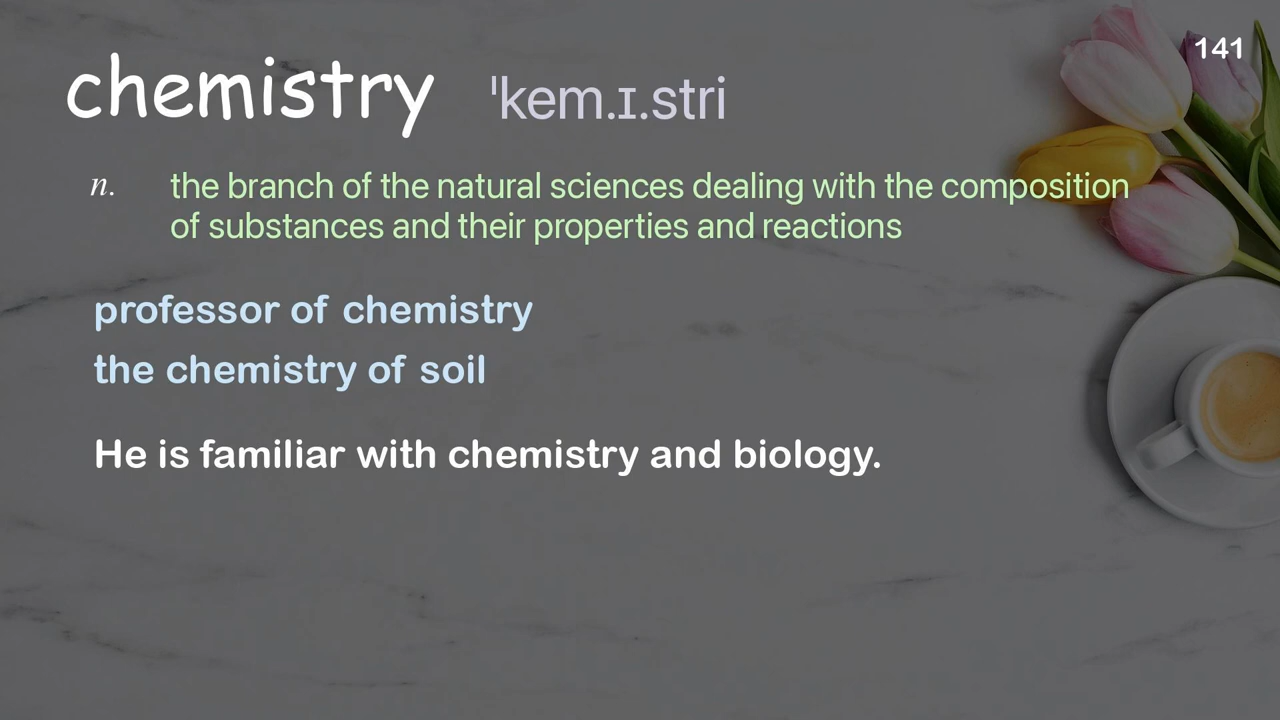 141
chemistry ˈkem.ɪ.stri
n. the branch of the natural sciences dealing with the composition
of substances and their properties and reactions
professor of chemistry
the chemistry of soil
He is familiar with chemistry and biology.